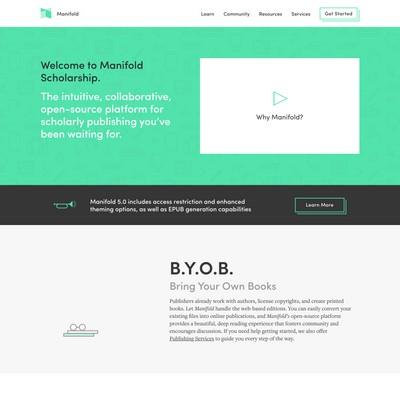 Manifold
Learn Community Resources Services Get Started
Welcome to Manifold
Scholarship.
The intuitive, collaborative,
open-source platform for
scholarly publishing you've
been waiting for.
Why Manifold?
Manifold 5.0 includes access restriction and enhanced
theming options, as well as EPUB generation capabilities
Learn More
B.Y.O.B.
Bring Your Own Books
Publishers already work with authors, license copyrights, and create printed
books. Let Manifold handle the web editions. You can easily convert your
existing files into online publications, and Manifold's open-source platform
provides a beautiful, deep reading experience that fosters community and
encourages discussion. If you need help getting started, we also offer
Publishing Services to guide you every step of the way.